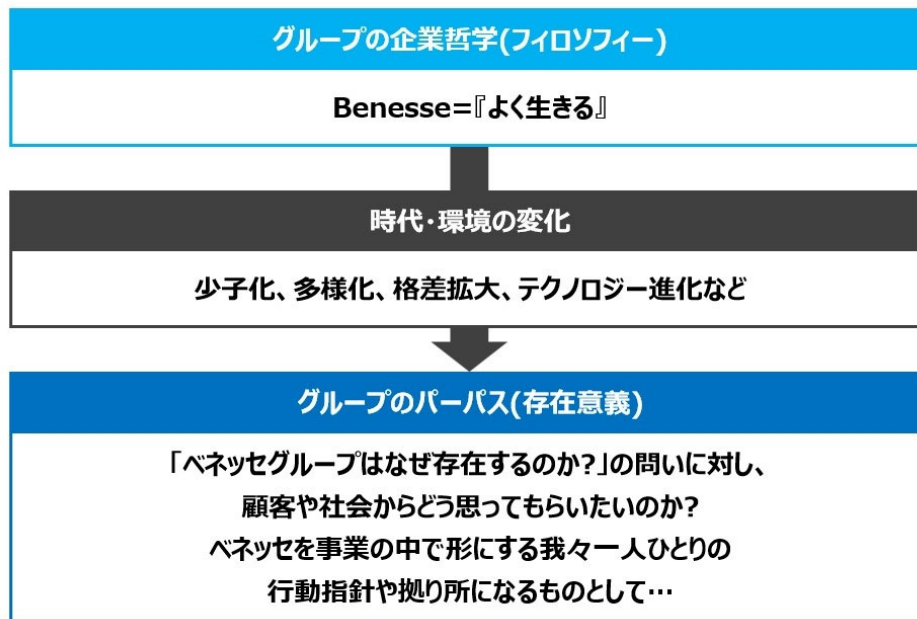 グループの企業哲学(フィロソフィー)
Benesse=『よく生きる』
時代・環境の変化
少子化、多様化、格差拡大、テクノロジー進化など
グループのパーパス(存在意義)
「ベネッセグループはなぜ存在するのか?」の問いに対し、
顧客や社会からどう思ってもらいたいのか?
ベネッセを事業の中で形にする我々一人ひとりの
行動指針や拠り所になるものとして…